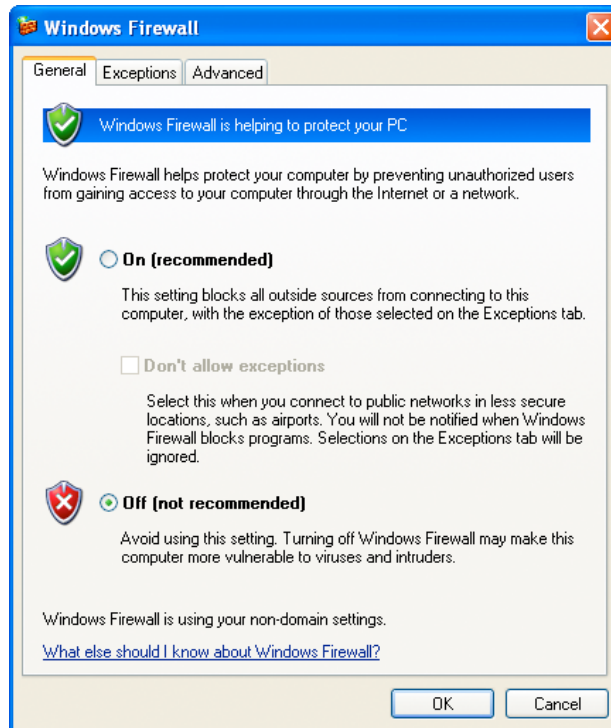 Windows Firewall
General
Exceptions
Advanced
Windows Firewall is helping to protect your PC
Windows Firewall helps protect your computer by preventing unauthorized users
from gaining access to your computer through the Internet or a network.
On (recommended)
This setting blocks all outside sources from connecting to this
computer, with the exception of those selected on the Exceptions tab.
Don't allow exceptions
Select this when you connect to public networks in less secure
locations, such as airports. You will not be notified when Windows
Firewall blocks programs. Selections on the Exceptions tab will be
ignored.
Off (not recommended)
Avoid using this setting. Turning off Windows Firewall may make this
computer more vulnerable to viruses and intruders.
Windows Firewall is using your non-domain settings.
What else should I know about Windows Firewall?
OK
Cancel